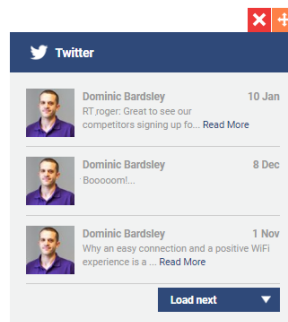 Twitter
Dominic Bardsley 10 Jan
RT,roger: Great to see our
competitors signing up fo... Read More
Dominic Bardsley 8 Dec
Booooom!...
Dominic Bardsley 1 Nov
Why an easy connection and a positive WiFi
experience is a ... Read More
Load next